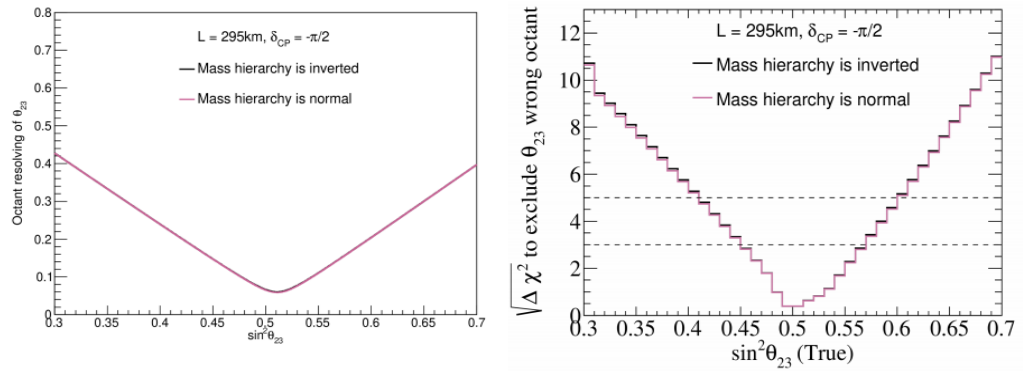 0.8
0.7
0.6
0.5
0.4
0.3
0.2
0.1
0
Octant resolving of θ23
L = 295km, δCP = -π/2
Mass hierarchy is inverted
Mass hierarchy is normal
0.3 0.35 0.4 0.45 0.5 0.55 0.6 0.65 0.7
sin²θ23
12
10
8
6
4
2
0
√Δ χ² to exclude θ23 wrong octant
L = 295km, δCP = -π/2
Mass hierarchy is inverted
Mass hierarchy is normal
0.3 0.35 0.4 0.45 0.5 0.55 0.6 0.65 0.7
sin²θ23 (True)